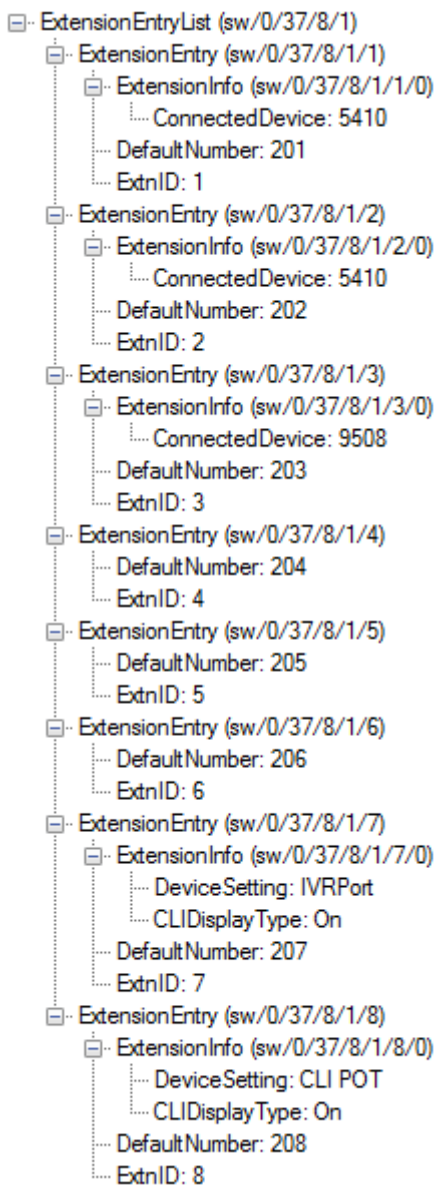 ExtensionEntryList (sw/0/37/8/1)
ExtensionEntry (sw/0/37/8/1/1)
ExtensionInfo (sw/0/37/8/1/1/0)
ConnectedDevice: 5410
DefaultNumber: 201
ExtnID: 1
ExtensionEntry (sw/0/37/8/1/2)
ExtensionInfo (sw/0/37/8/1/2/0)
ConnectedDevice: 5410
DefaultNumber: 202
ExtnID: 2
ExtensionEntry (sw/0/37/8/1/3)
ExtensionInfo (sw/0/37/8/1/3/0)
ConnectedDevice: 9508
DefaultNumber: 203
ExtnID: 3
ExtensionEntry (sw/0/37/8/1/4)
DefaultNumber: 204
ExtnID: 4
ExtensionEntry (sw/0/37/8/1/5)
DefaultNumber: 205
ExtnID: 5
ExtensionEntry (sw/0/37/8/1/6)
DefaultNumber: 206
ExtnID: 6
ExtensionEntry (sw/0/37/8/1/7)
ExtensionInfo (sw/0/37/8/1/7/0)
DeviceSetting: IVRPort
CLIDisplayType: On
DefaultNumber: 207
ExtnID: 7
ExtensionEntry (sw/0/37/8/1/8)
ExtensionInfo (sw/0/37/8/1/8/0)
DeviceSetting: CLI POT
CLIDisplayType: On
DefaultNumber: 208
ExtnID: 8